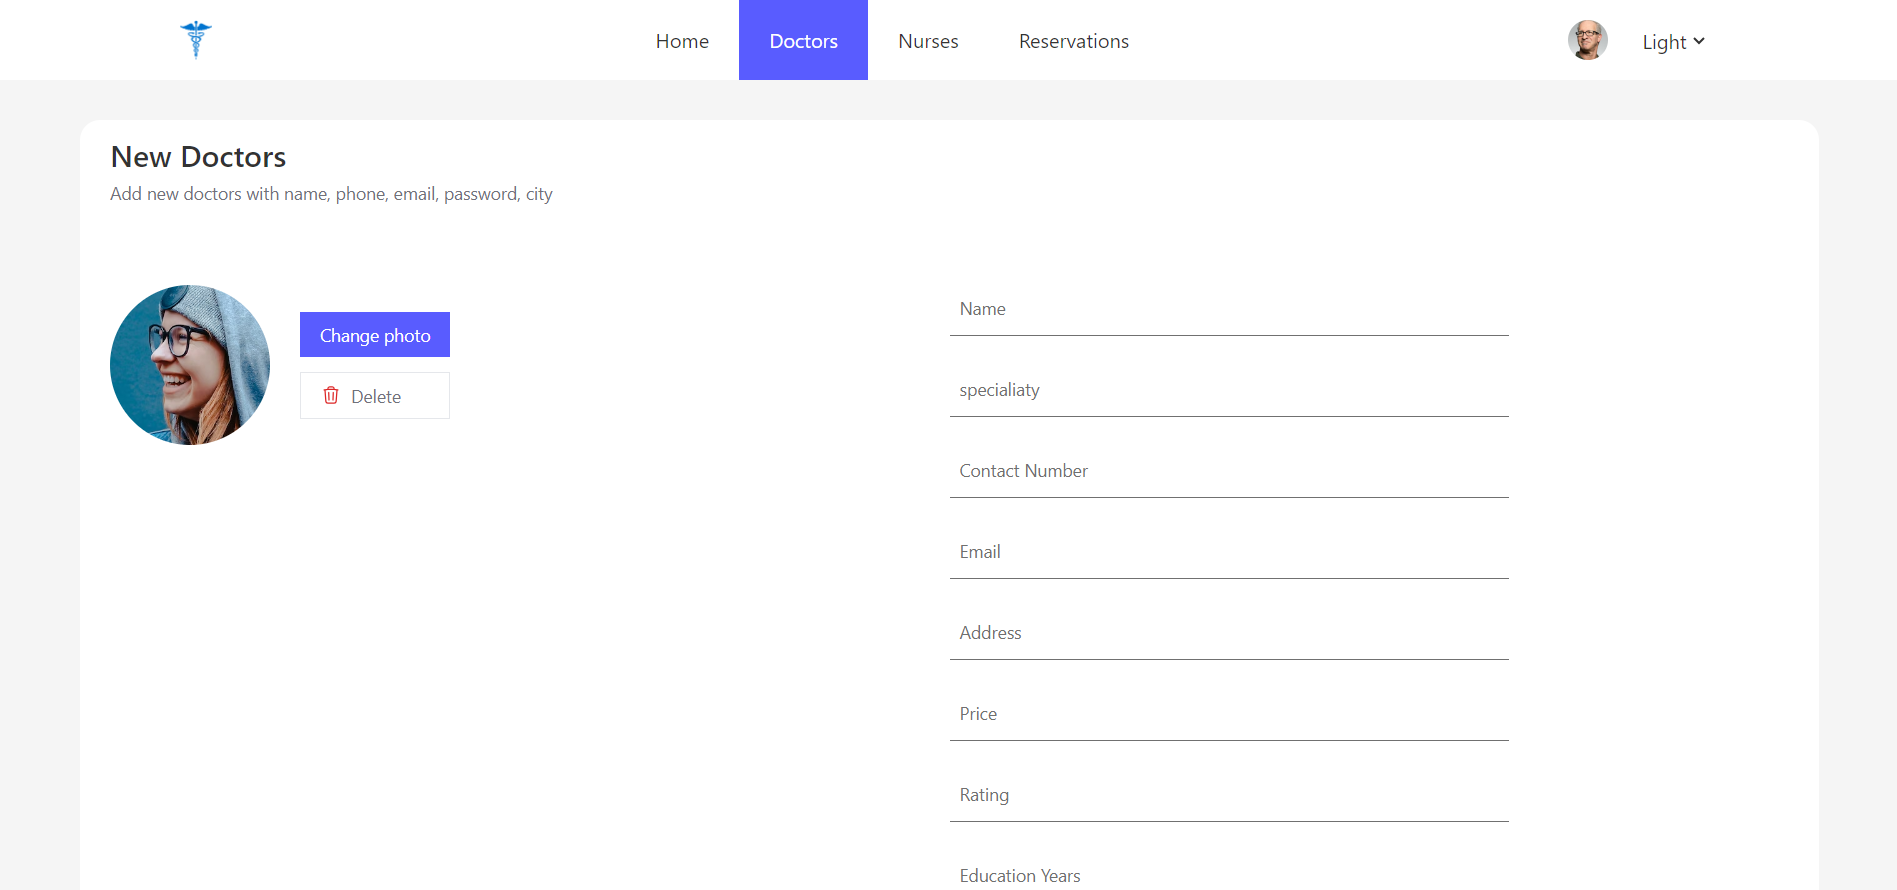 Home Doctors Nurses Reservations Light
New Doctors
Add new doctors with name, phone, email, password, city
Change photo
Delete
Name
specialiaty
Contact Number
Email
Address
Price
Rating
Education Years